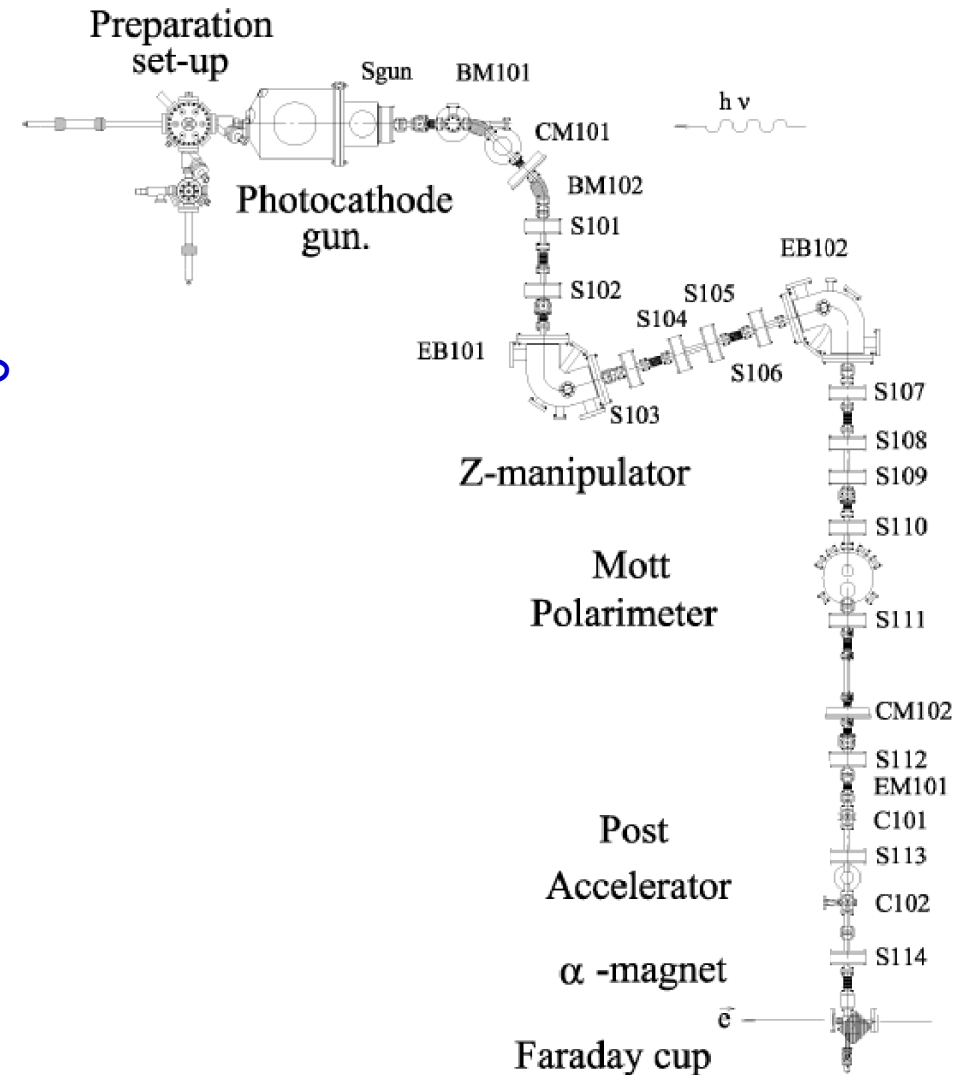 Preparation
set-up
Sgun
BM101
h ν
CM101
BM102
Photocathode
gun.
S101
EB102
S102
S105
S104
EB101
S106
S103
S107
S108
Z-manipulator
S109
S110
Mott
Polarimeter
S111
CM102
S112
EM101
C101
Post
Accelerator
S113
C102
S114
α -magnet
e⃗
Faraday cup